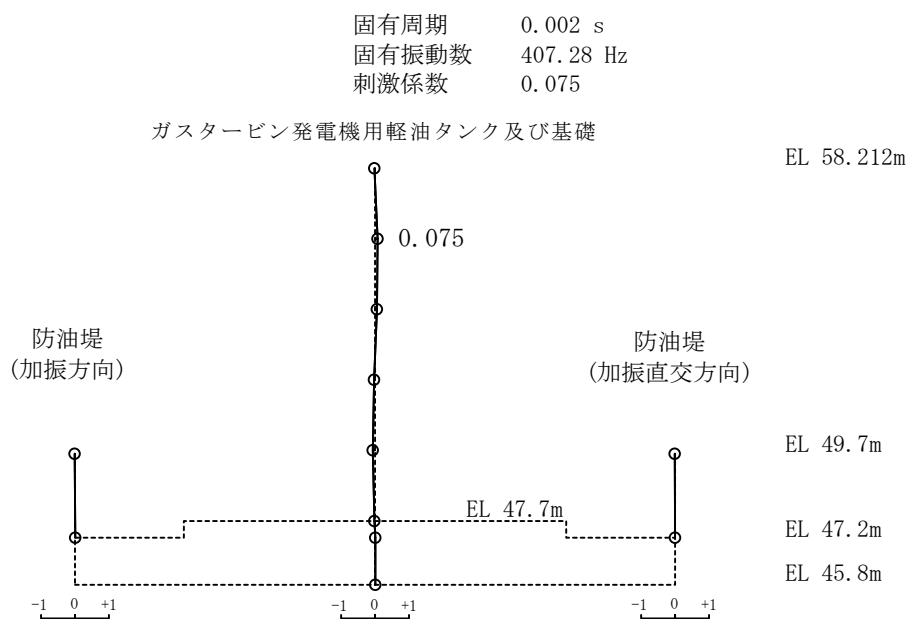 固有周期 0.002 s
固有振動数 407.28 Hz
刺激係数 0.075
ガスタービン発電機用軽油タンク及び基礎
EL 58.212m
0.075
防油堤
(加振方向)
防油堤
(加振直交方向)
EL 49.7m
EL 47.7m
EL 47.2m
EL 45.8m
-1 0 +1
-1 0 +1
-1 0 +1